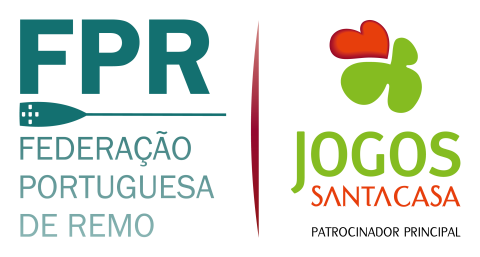 FPR
FEDERAÇÃO
PORTUGUESA
DE REMO
JOGOS
SANTACASA
PATROCINADOR PRINCIPAL